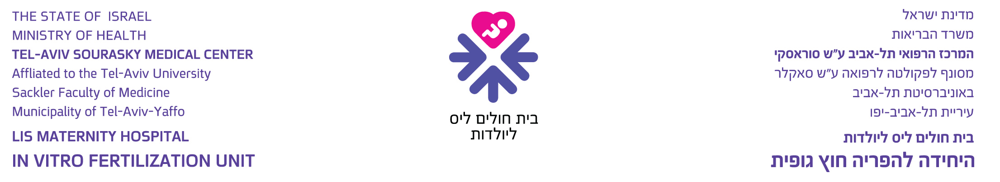 THE STATE OF ISRAEL
MINISTRY OF HEALTH
TEL-AVIV SOURASKY MEDICAL CENTER
Affliated to the Tel-Aviv University
Sackler Faculty of Medicine
Municipality of Tel-Aviv-Yaffo
LIS MATERNITY HOSPITAL
IN VITRO FERTILIZATION UNIT
בית חולים ליס
ליולדות
מדינת ישראל
משרד הבריאות
המרכז הרפואי תל-אביב ע״ש סוראסקי
מסונף לפקולטה לרפואה ע״ש סאקלר
באוניברסיטת תל-אביב
עיריית תל-אביב-יפו
בית חולים ליס ליולדות
היחידה להפריה חוץ גופית